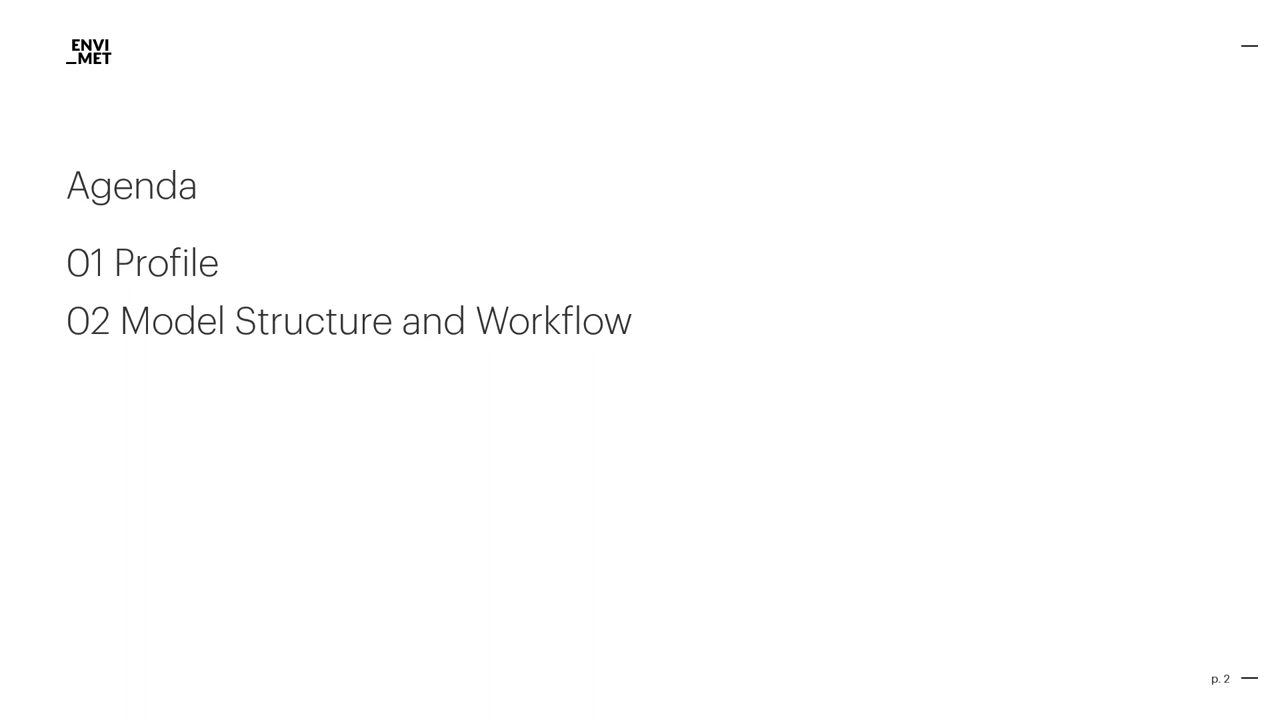 ENVI
_MET
Agenda
01 Profile
02 Model Structure and Workflow
p. 2